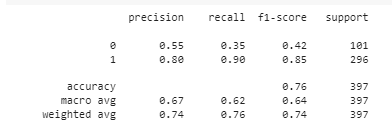 precision recall f1-score support
0 0.55 0.35 0.42 101
1 0.80 0.90 0.85 296
accuracy 0.76 397
macro avg 0.67 0.62 0.64 397
weighted avg 0.74 0.76 0.74 397